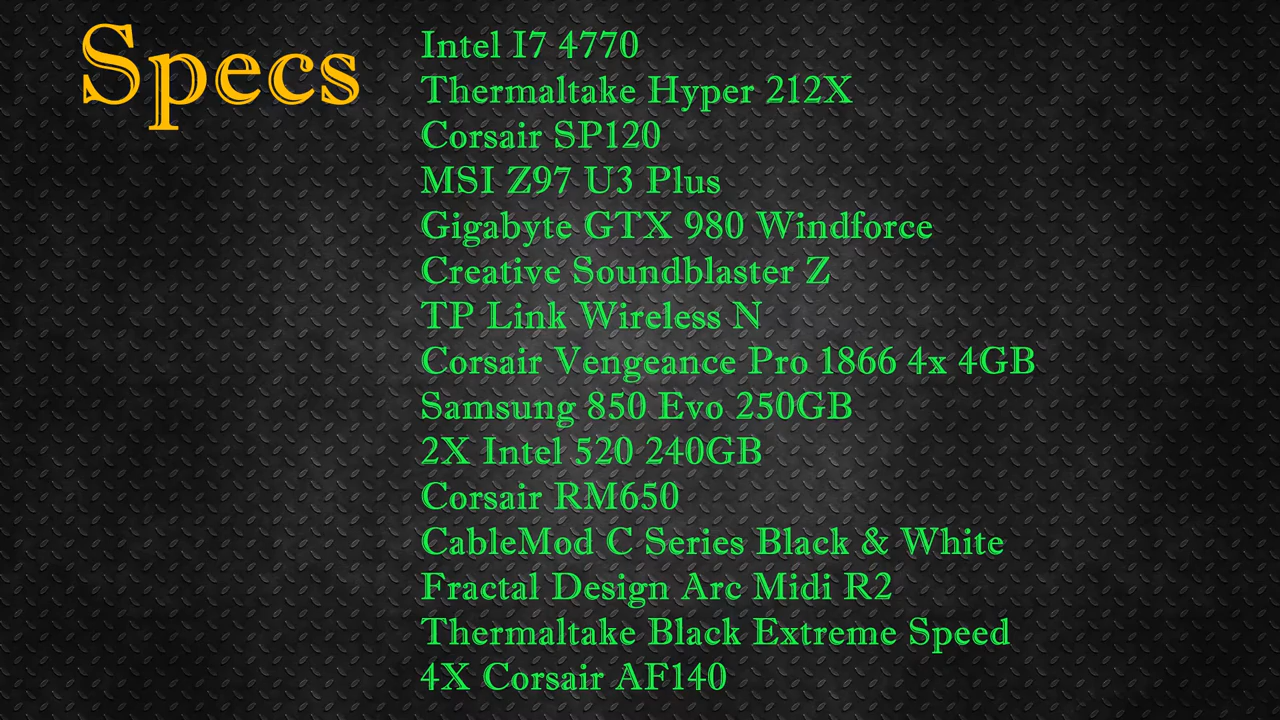 Specs
Intel I7 4770
Thermaltake Hyper 212X
Corsair SP120
MSI Z97 U3 Plus
Gigabyte GTX 980 Windforce
Creative Soundblaster Z
TP Link Wireless N
Corsair Vengeance Pro 1866 4x 4GB
Samsung 850 Evo 250GB
2X Intel 520 240GB
Corsair RM650
CableMod C Series Black & White
Fractal Design Arc Midi R2
Thermaltake Black Extreme Speed
4X Corsair AF140